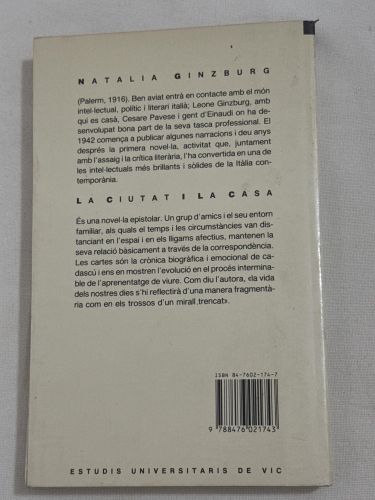 NATALIA GINZBURG
(Palerm, 1916). Ben aviat entrà en contacte amb el món
intel·lectual, polític i literari italià; Leone Ginzburg, amb
qui es casà, Cesare Pavese i gent d'Einaudi on ha de-
senvolupat bona part de la seva tasca professional. El
1942 comença a publicar algunes narracions i deu anys
després la primera novel·la, activitat que, juntament
amb l'assaig i la crítica literària, l'ha convertida en una de
les intel·lectuals més brillants i sòlides de la Itàlia con-
temporània.
LA CIUTAT I LA CASA
És una novel·la epistolar. Un grup d'amics i el seu entorn
familiar, als quals el temps i les circumstàncies van dis-
tanciant en l'espai i en els lligams afectius, mantenen la
seva relació bàsicament a través de la correspondència.
Les cartes són la crònica biogràfica i emocional de ca-
dascú i ens en mostren l'evolució en el procés intermina-
ble de l'aprenentatge de viure. Com diu l'autora, «la vida
dels nostres dies s'hi reflectirà d'una manera fragmentà-
ria com en els trossos d'un mirall trencat».
ISBN 84-7602-174-7
9 788476 021743
ESTUDIS UNIVERSITARIS DE VIC